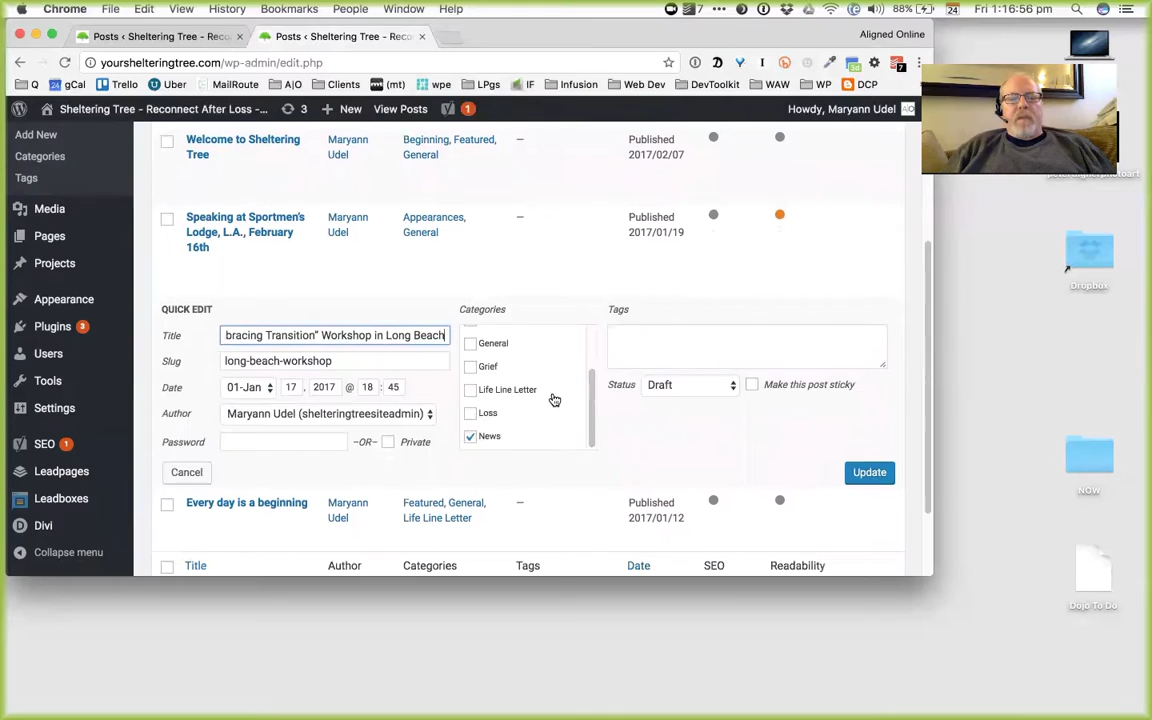 Chrome File Edit View History Bookmarks People Window Help 7 88% 24 Fri 1:16:56 pm
Posts ‹ Sheltering Tree - Reco × Posts ‹ Sheltering Tree - Reco × Aligned Online
yourshelteringtree.com/wp-admin/edit.php
Q gCal Trello Uber MailRoute A|O Clients (mt) wpe LPgs IF Infusion Web Dev DevToolkit WAW WP DCP
Sheltering Tree - Reconnect After Loss -... 3 + New View Posts 1 Howdy, Maryann Udel
Add New
Categories
Tags
Media
Pages
Projects
Appearance
Plugins 3
Users
Tools
Settings
SEO 1
Leadpages
Leadboxes
Divi
Collapse menu
Welcome to Sheltering Tree
Maryann Udel
Beginning, Featured, General
—
Published 2017/02/07
Speaking at Sportmen's Lodge, L.A., February 16th
Maryann Udel
Appearances, General
—
Published 2017/01/19
QUICK EDIT
Title bracing Transition" Workshop in Long Beach
Slug long-beach-workshop
Date 01-Jan 17 , 2017 @ 18 : 45
Author Maryann Udel (shelteringtreesiteadmin)
Password –OR– Private
Categories
General
Grief
Life Line Letter
Loss
News
Tags
Status Draft Make this post sticky
Cancel Update
Every day is a beginning
Maryann Udel
Featured, General, Life Line Letter
—
Published 2017/01/12
Title Author Categories Tags Date SEO Readability
Dropbox
NOW
Dojo To Do